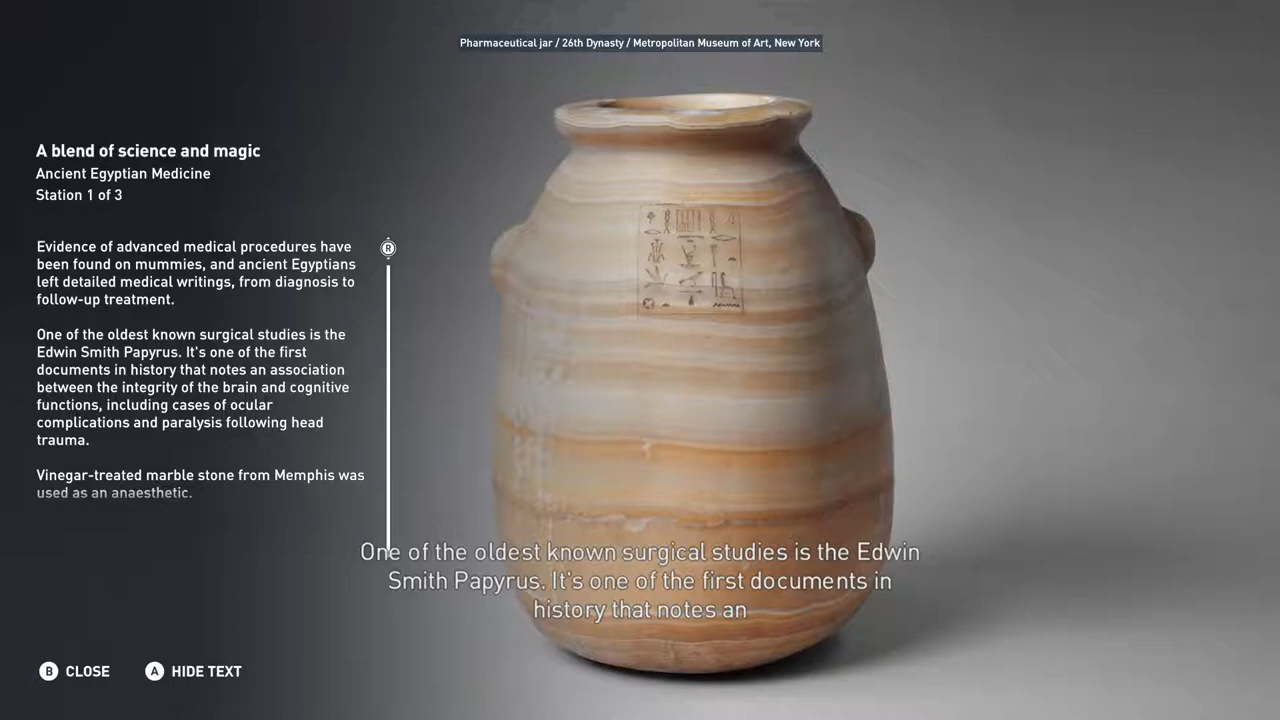 Pharmaceutical jar / 26th Dynasty / Metropolitan Museum of Art, New York
A blend of science and magic
Ancient Egyptian Medicine
Station 1 of 3
Evidence of advanced medical procedures have
been found on mummies, and ancient Egyptians
left detailed medical writings, from diagnosis to
follow-up treatment.
One of the oldest known surgical studies is the
Edwin Smith Papyrus. It's one of the first
documents in history that notes an association
between the integrity of the brain and cognitive
functions, including cases of ocular
complications and paralysis following head
trauma.
Vinegar-treated marble stone from Memphis was
used as an anaesthetic.
R
One of the oldest known surgical studies is the Edwin
Smith Papyrus. It's one of the first documents in
history that notes an
B CLOSE
A HIDE TEXT